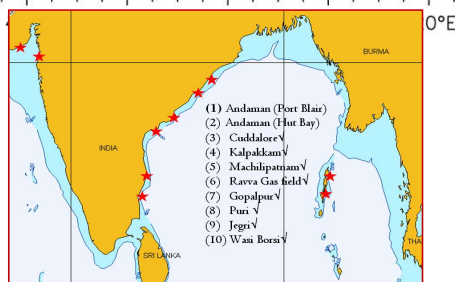 0°E
BURMA
INDIA
(1) Andaman (Port Blair)
(2) Andaman (Hut Bay)
(3) Cuddalore√
(4) Kalpakkam√
(5) Machilipatnam√
(6) Ravva Gas field√
(7) Gopalpur√
(8) Puri √
(9) Jegri√
(10) Wasi Borsi√
SRI LANKA
THA